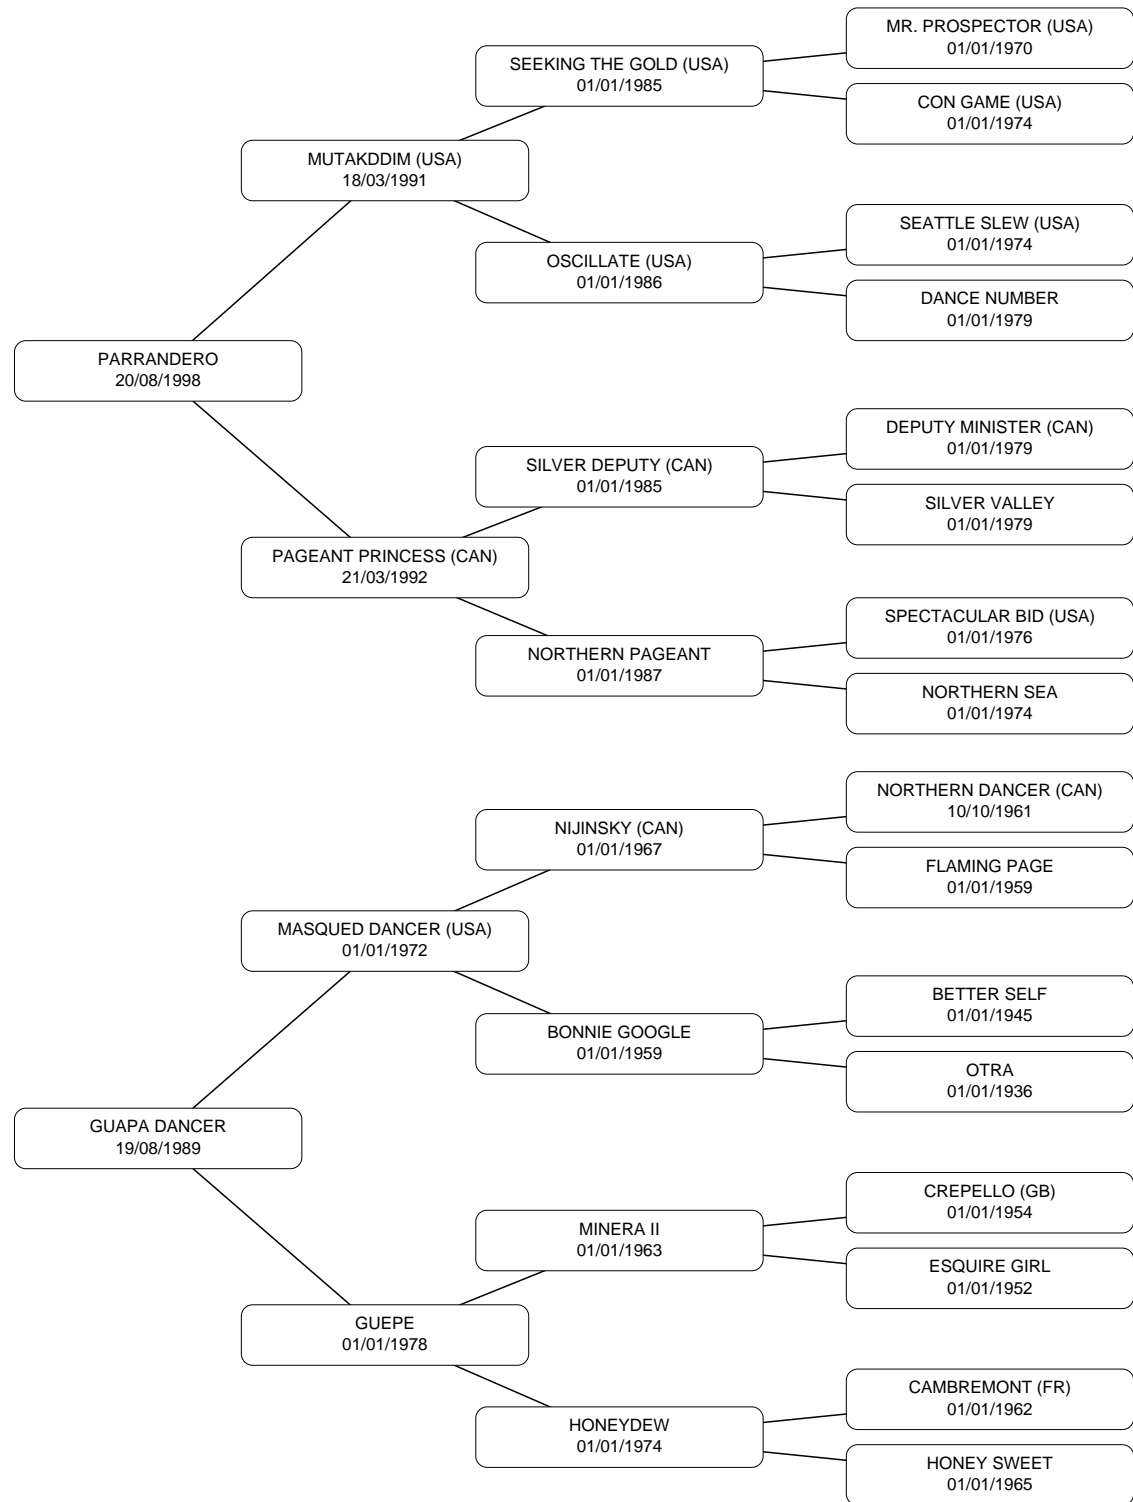 MR. PROSPECTOR (USA)
01/01/1970
SEEKING THE GOLD (USA)
01/01/1985
CON GAME (USA)
01/01/1974
MUTAKDDIM (USA)
18/03/1991
SEATTLE SLEW (USA)
01/01/1974
OSCILLATE (USA)
01/01/1986
DANCE NUMBER
01/01/1979
PARRANDERO
20/08/1998
DEPUTY MINISTER (CAN)
01/01/1979
SILVER DEPUTY (CAN)
01/01/1985
SILVER VALLEY
01/01/1979
PAGEANT PRINCESS (CAN)
21/03/1992
SPECTACULAR BID (USA)
01/01/1976
NORTHERN PAGEANT
01/01/1987
NORTHERN SEA
01/01/1974
NORTHERN DANCER (CAN)
10/10/1961
NIJINSKY (CAN)
01/01/1967
FLAMING PAGE
01/01/1959
MASQUED DANCER (USA)
01/01/1972
BETTER SELF
01/01/1945
BONNIE GOOGLE
01/01/1959
OTRA
01/01/1936
GUAPA DANCER
19/08/1989
CREPELLO (GB)
01/01/1954
MINERA II
01/01/1963
ESQUIRE GIRL
01/01/1952
GUEPE
01/01/1978
CAMBREMONT (FR)
01/01/1962
HONEYDEW
01/01/1974
HONEY SWEET
01/01/1965